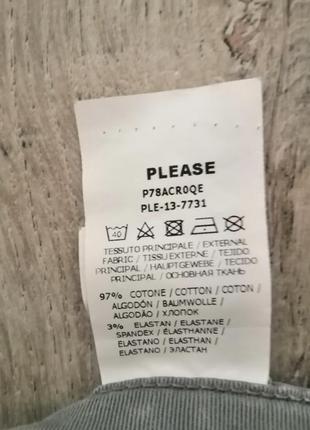 PLEASE
P78ACR0QE
PLE-13-7731
40
TESSUTO PRINCIPALE / EXTERNAL
FABRIC / TISSU EXTERNE / TEJIDO
PRINCIPAL / HAUPTGEWEBE / TECIDO
PRINCIPAL / ОСНОВНАЯ ТКАНЬ
97% COTONE / COTTON / COTON /
ALGODÓN / BAUMWOLLE /
ALGODÃO / ХЛОПОК
3% ELASTAN / ELASTANE /
SPANDEX / ÉLASTHANNE /
ELASTANO / ELASTHAN /
ELASTANO / ЭЛАСТАН